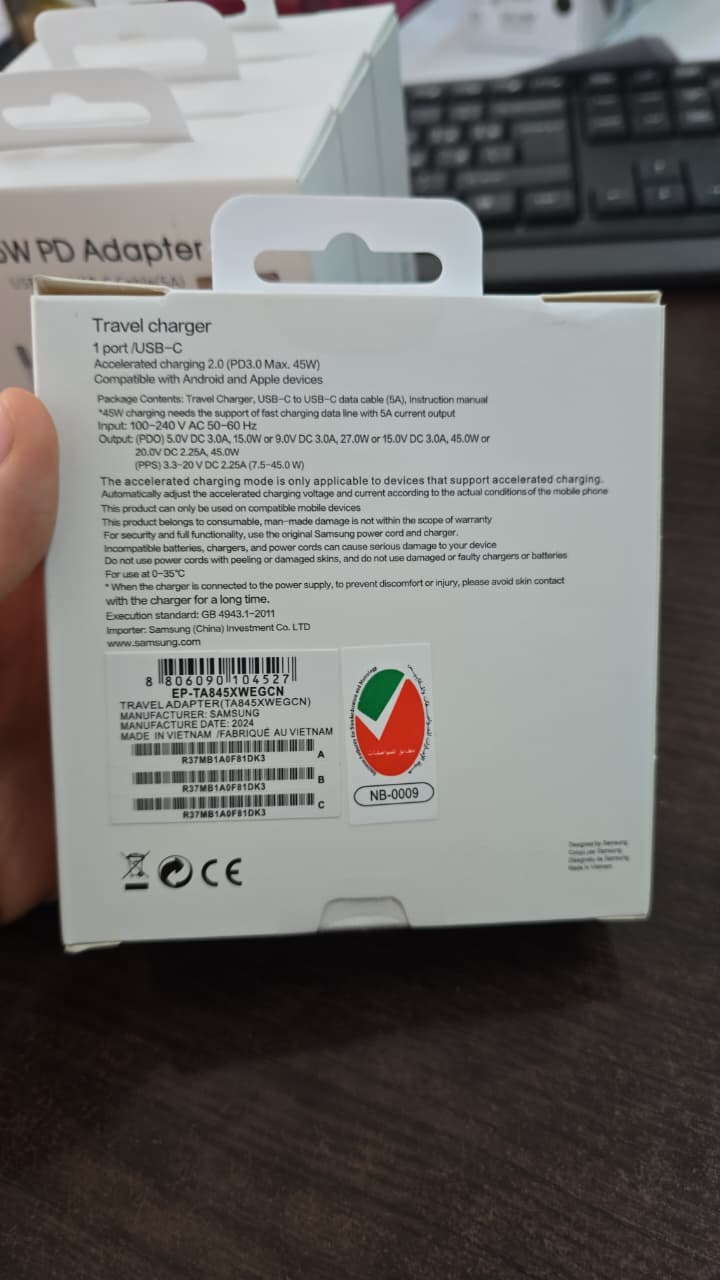 W PD Adapter
Travel charger
1 port /USB-C
Accelerated charging 2.0 (PD3.0 Max. 45W)
Compatible with Android and Apple devices
Package Contents: Travel Charger, USB-C to USB-C data cable (5A), Instruction manual
*45W charging needs the support of fast charging data line with 5A current output
Input: 100-240 V AC 50-60 Hz
Output: (PDO) 5.0V DC 3.0A, 15.0W or 9.0V DC 3.0A, 27.0W or 15.0V DC 3.0A, 45.0W or
20.0V DC 2.25A, 45.0W
(PPS) 3.3-20 V DC 2.25A (7.5-45.0 W)
The accelerated charging mode is only applicable to devices that support accelerated charging.
Automatically adjust the accelerated charging voltage and current according to the actual conditions of the mobile phone
This product can only be used on compatible mobile devices
This product belongs to consumable, man-made damage is not within the scope of warranty
For security and full functionality, use the original Samsung power cord and charger.
Incompatible batteries, chargers, and power cords can cause serious damage to your device
Do not use power cords with peeling or damaged skins, and do not use damaged or faulty chargers or batteries
For use at 0-35℃
* When the charger is connected to the power supply, to prevent discomfort or injury, please avoid skin contact
with the charger for a long time.
Execution standard: GB 4943.1-2011
Importer: Samsung (China) Investment Co. LTD
www.samsung.com
8 806090 104527
EP-TA845XWEGCN
TRAVEL ADAPTER(TA845XWEGCN)
MANUFACTURER: SAMSUNG
MANUFACTURE DATE: 2024
MADE IN VIETNAM /FABRIQUÉ AU VIETNAM
A
R37MB1A0F81DK3
B
R37MB1A0F81DK3
C
R37MB1A0F81DK3
NB-0009
CE
Designed by Samsung
Made in Vietnam